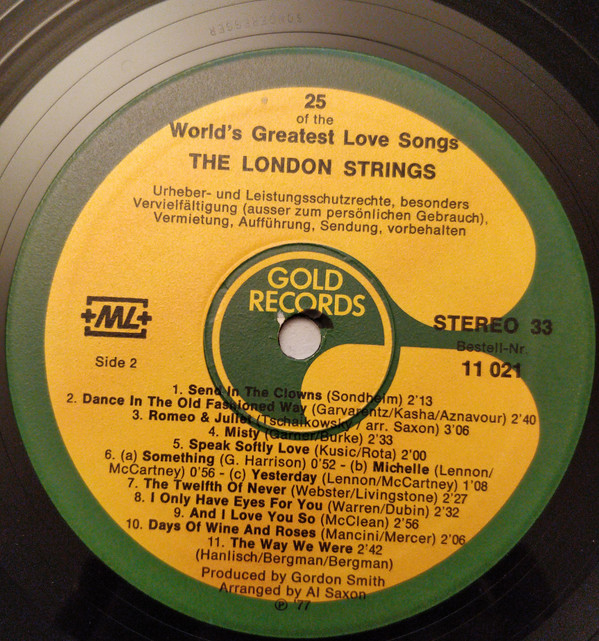 SONDERPREIS
25
of the
World's Greatest Love Songs
THE LONDON STRINGS
Urheber- und Leistungsschutzrechte, besonders
Vervielfältigung (ausser zum persönlichen Gebrauch),
Vermietung, Aufführung, Sendung, vorbehalten
GOLD
RECORDS
+ML+
Side 2
STEREO 33
Bestell-Nr.
11 021
1. Send In The Clowns (Sondheim) 2'13
2. Dance In The Old Fashioned Way (Garvarentz/Kasha/Aznavour) 2'40
3. Romeo & Juliet (Tschaikowsky / arr. Saxon) 3'06
4. Misty (Garner/Burke) 2'33
5. Speak Softly Love (Kusic/Rota) 2'00
6. (a) Something (G. Harrison) 0'52 - (b) Michelle (Lennon/
McCartney) 0'56 - (c) Yesterday (Lennon/McCartney) 1'08
7. The Twelfth Of Never (Webster/Livingstone) 2'27
8. I Only Have Eyes For You (Warren/Dubin) 2'32
9. And I Love You So (McClean) 2'56
10. Days Of Wine And Roses (Mancini/Mercer) 2'06
11. The Way We Were 2'42
(Hanlisch/Bergman/Bergman)
Produced by Gordon Smith
Arranged by Al Saxon
℗ '77